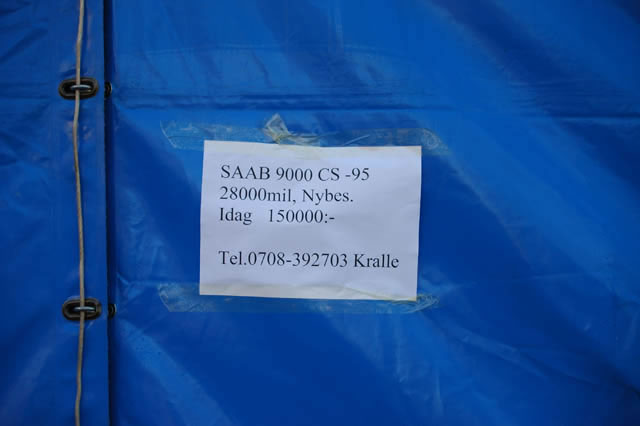 SAAB 9000 CS -95
28000mil, Nybes.
Idag 150000:-
Tel.0708-392703 Kralle